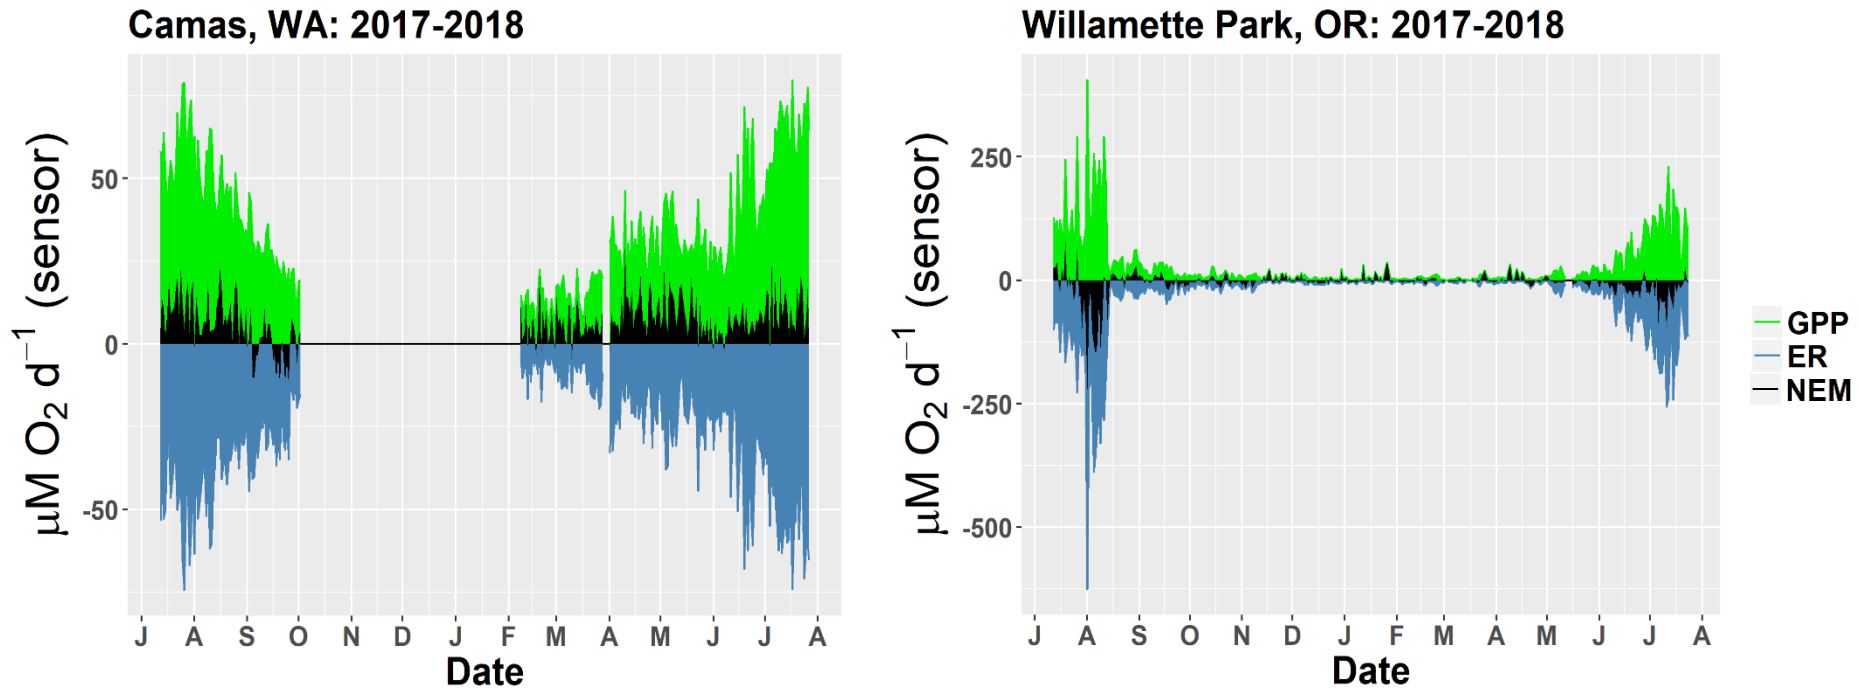 Camas, WA: 2017-2018
μM O₂ d⁻¹ (sensor)
50
0
-50
J A S O N D J F M A M J J A
Date
Willamette Park, OR: 2017-2018
μM O₂ d⁻¹ (sensor)
250
0
-250
-500
J A S O N D J F M A M J J A
Date
GPP
ER
NEM